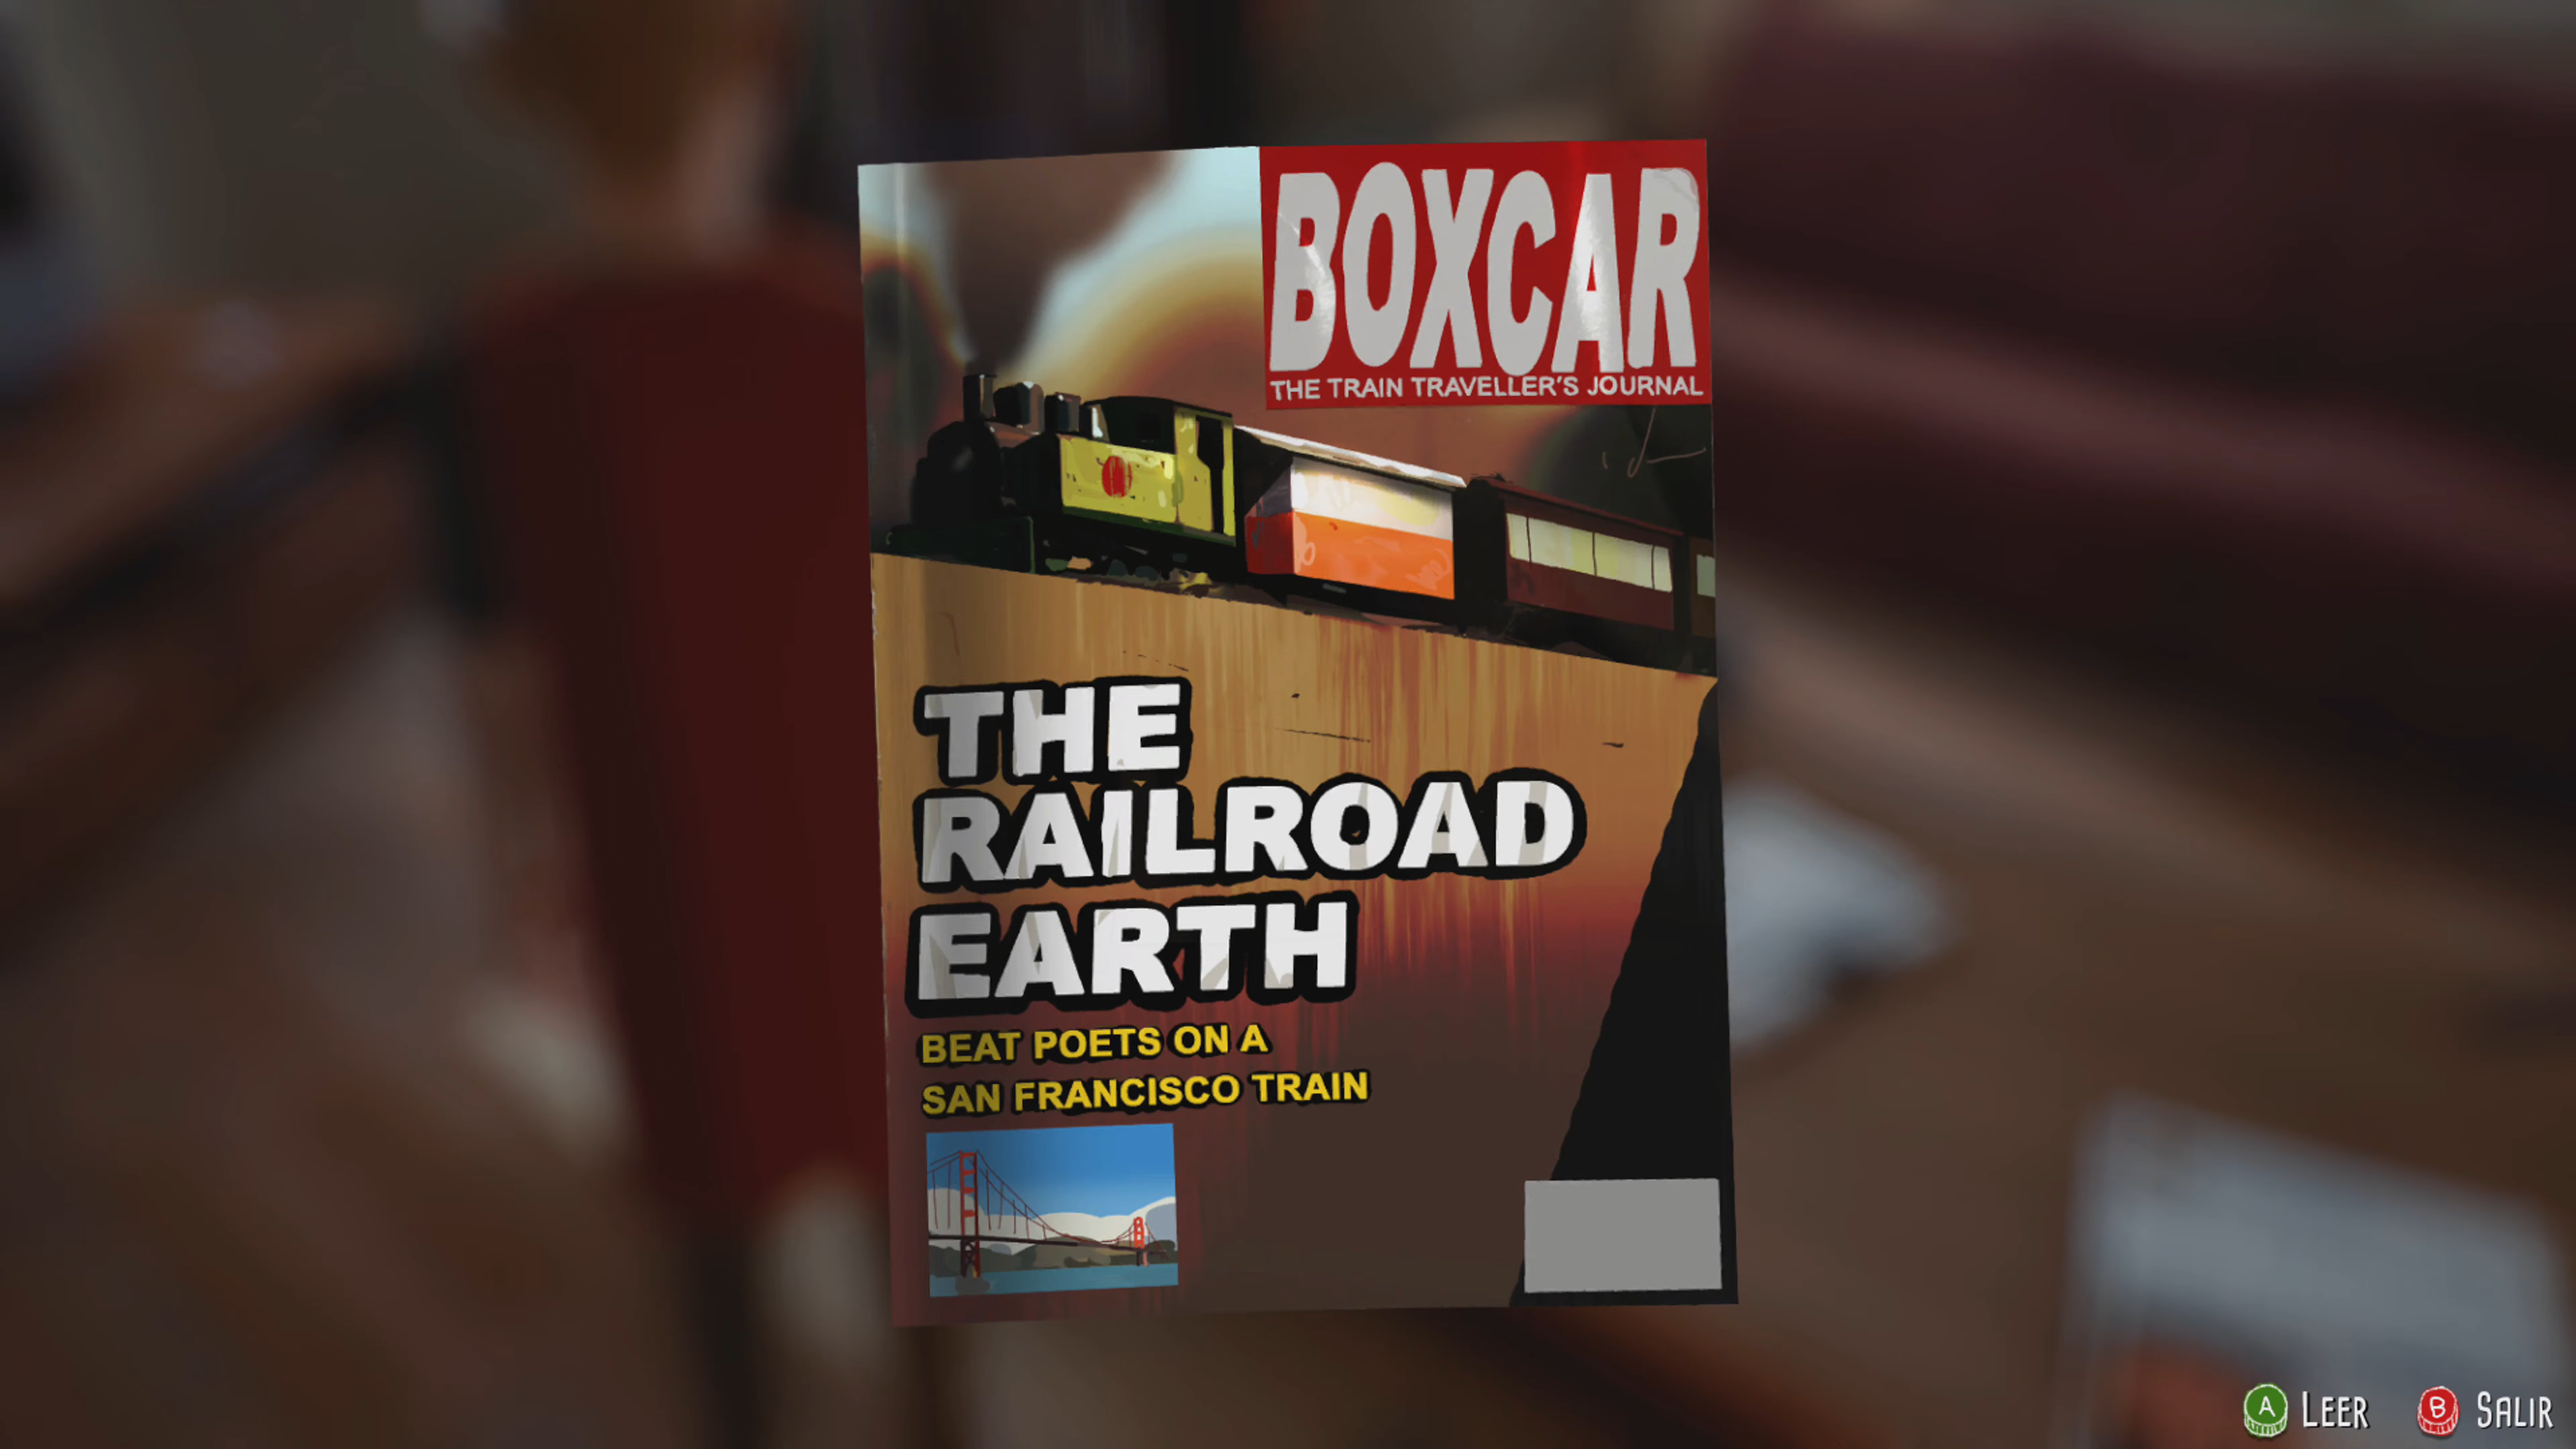 BOXCAR
THE TRAIN TRAVELLER'S JOURNAL
THE
RAILROAD
EARTH
BEAT POETS ON A
SAN FRANCISCO TRAIN
A LEER B SALIR